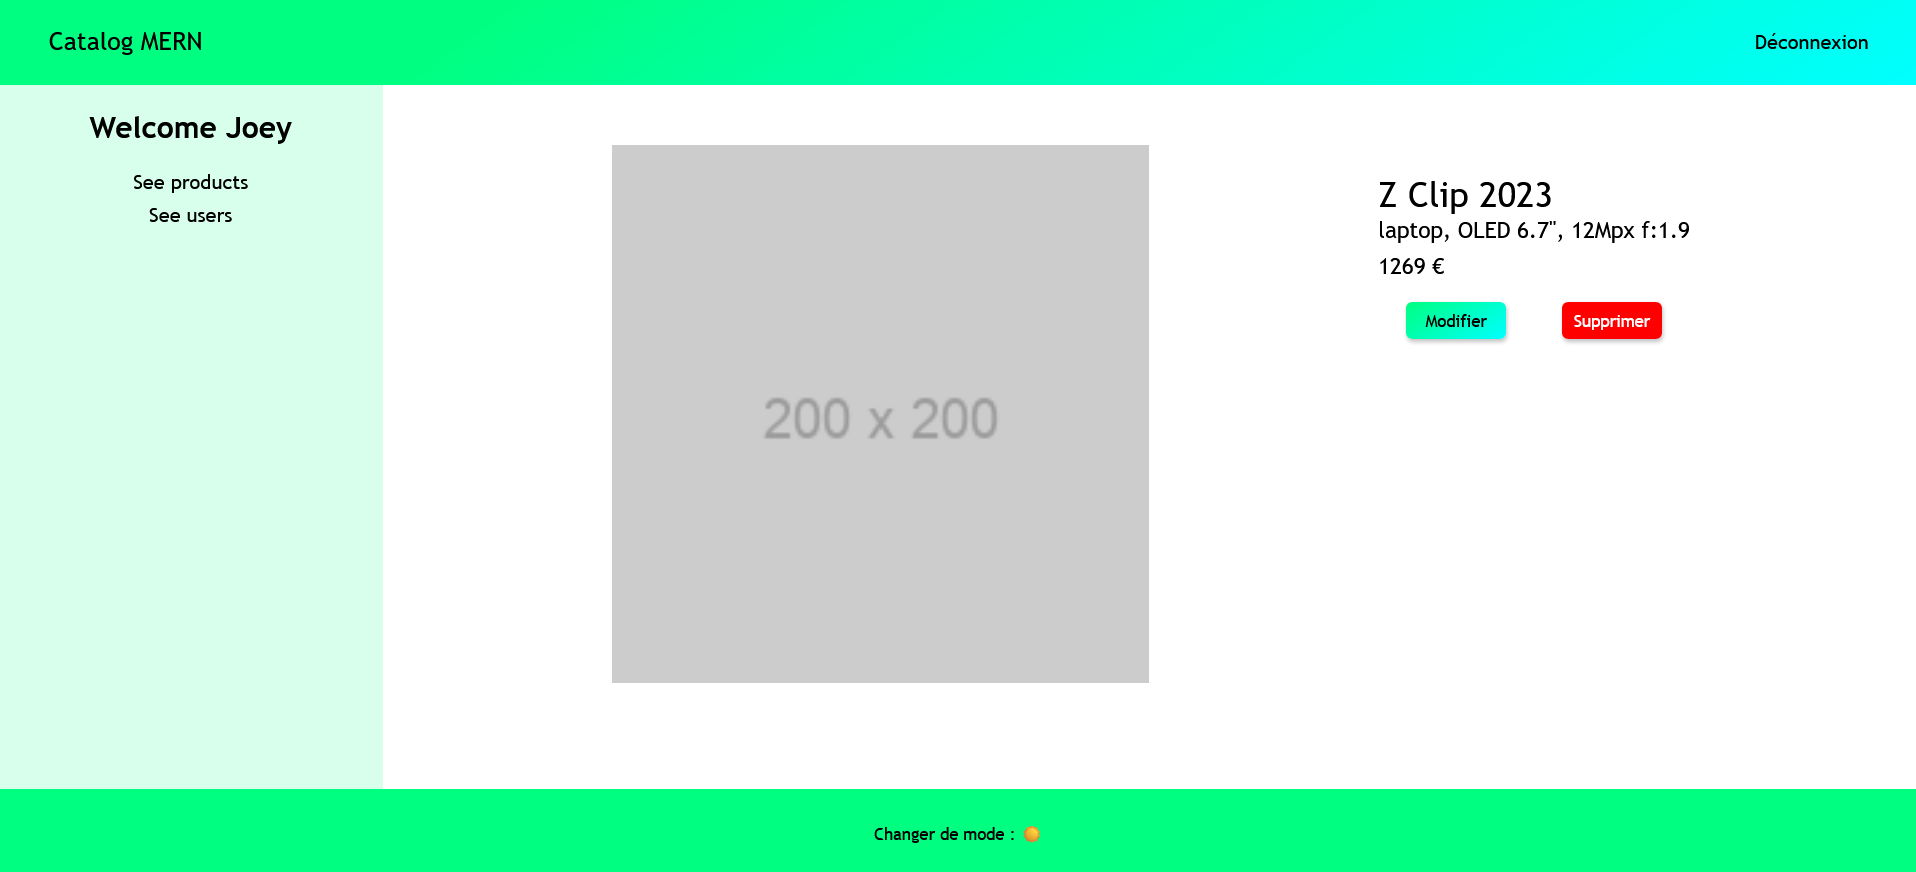 Catalog MERN
Déconnexion
Welcome Joey
See products
See users
200 x 200
Z Clip 2023
laptop, OLED 6.7", 12Mpx f:1.9
1269 €
Modifier
Supprimer
Changer de mode :